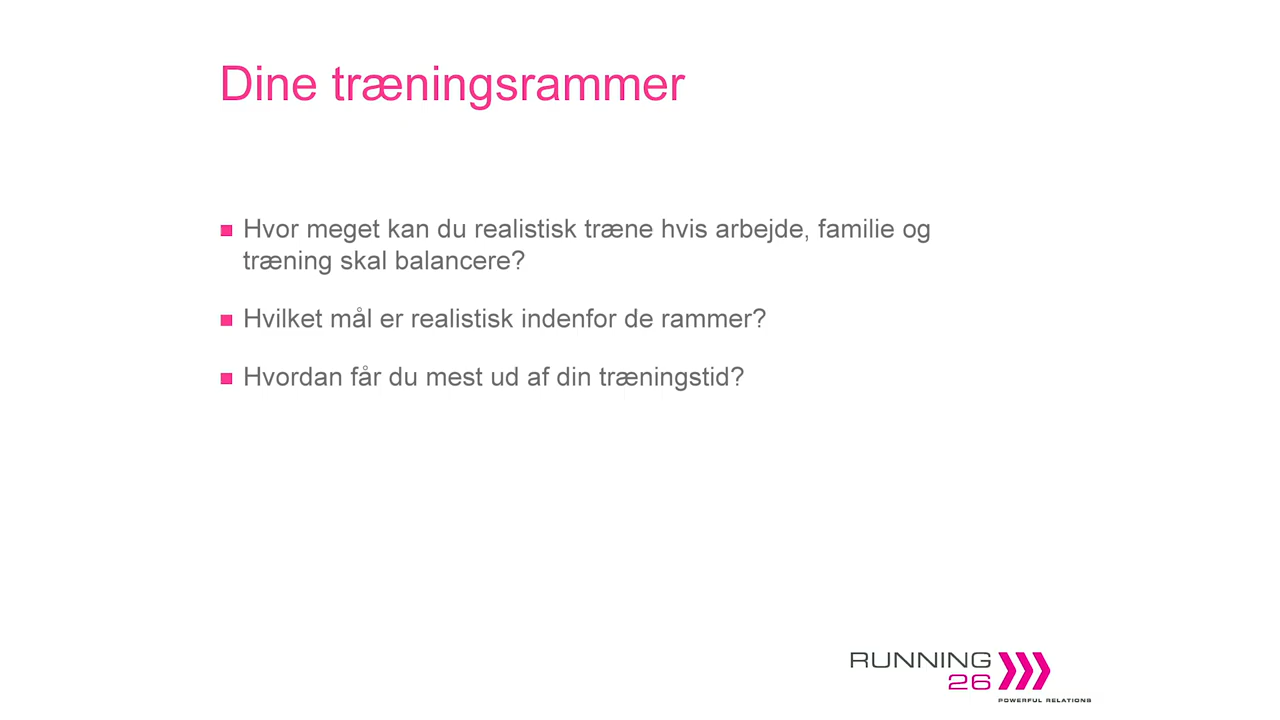 Dine træningsrammer
Hvor meget kan du realistisk træne hvis arbejde, familie og
træning skal balancere?
Hvilket mål er realistisk indenfor de rammer?
Hvordan får du mest ud af din træningstid?
RUNNING
26
POWERFUL RELATIONS